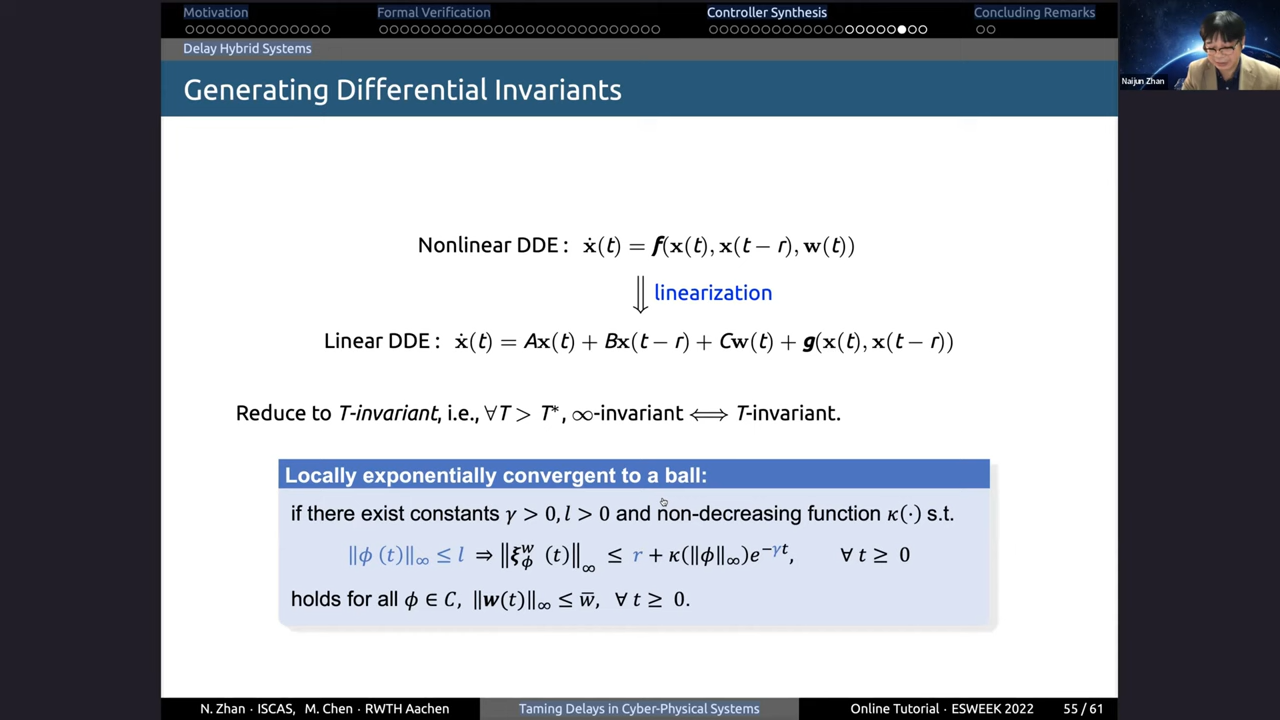 Motivation Formal Verification Controller Synthesis Concluding Remarks
Delay Hybrid Systems
Generating Differential Invariants
Naijun Zhan
Nonlinear DDE : ẋ(t) = f(x(t), x(t − r), w(t))
⇓ linearization
Linear DDE : ẋ(t) = Ax(t) + Bx(t − r) + Cw(t) + g(x(t), x(t − r))
Reduce to T-invariant, i.e., ∀T > T*, ∞-invariant ⟺ T-invariant.
Locally exponentially convergent to a ball:
if there exist constants γ > 0, l > 0 and non-decreasing function κ(·) s.t.
‖ϕ (t)‖∞ ≤ l ⇒ ‖ξ_ϕ^w (t)‖∞ ≤ r + κ(‖ϕ‖∞)e^{−γt}, ∀ t ≥ 0
holds for all ϕ ∈ C, ‖w(t)‖∞ ≤ w̅, ∀ t ≥ 0.
N. Zhan · ISCAS, M. Chen · RWTH Aachen Taming Delays in Cyber-Physical Systems Online Tutorial · ESWEEK 2022 55 / 61